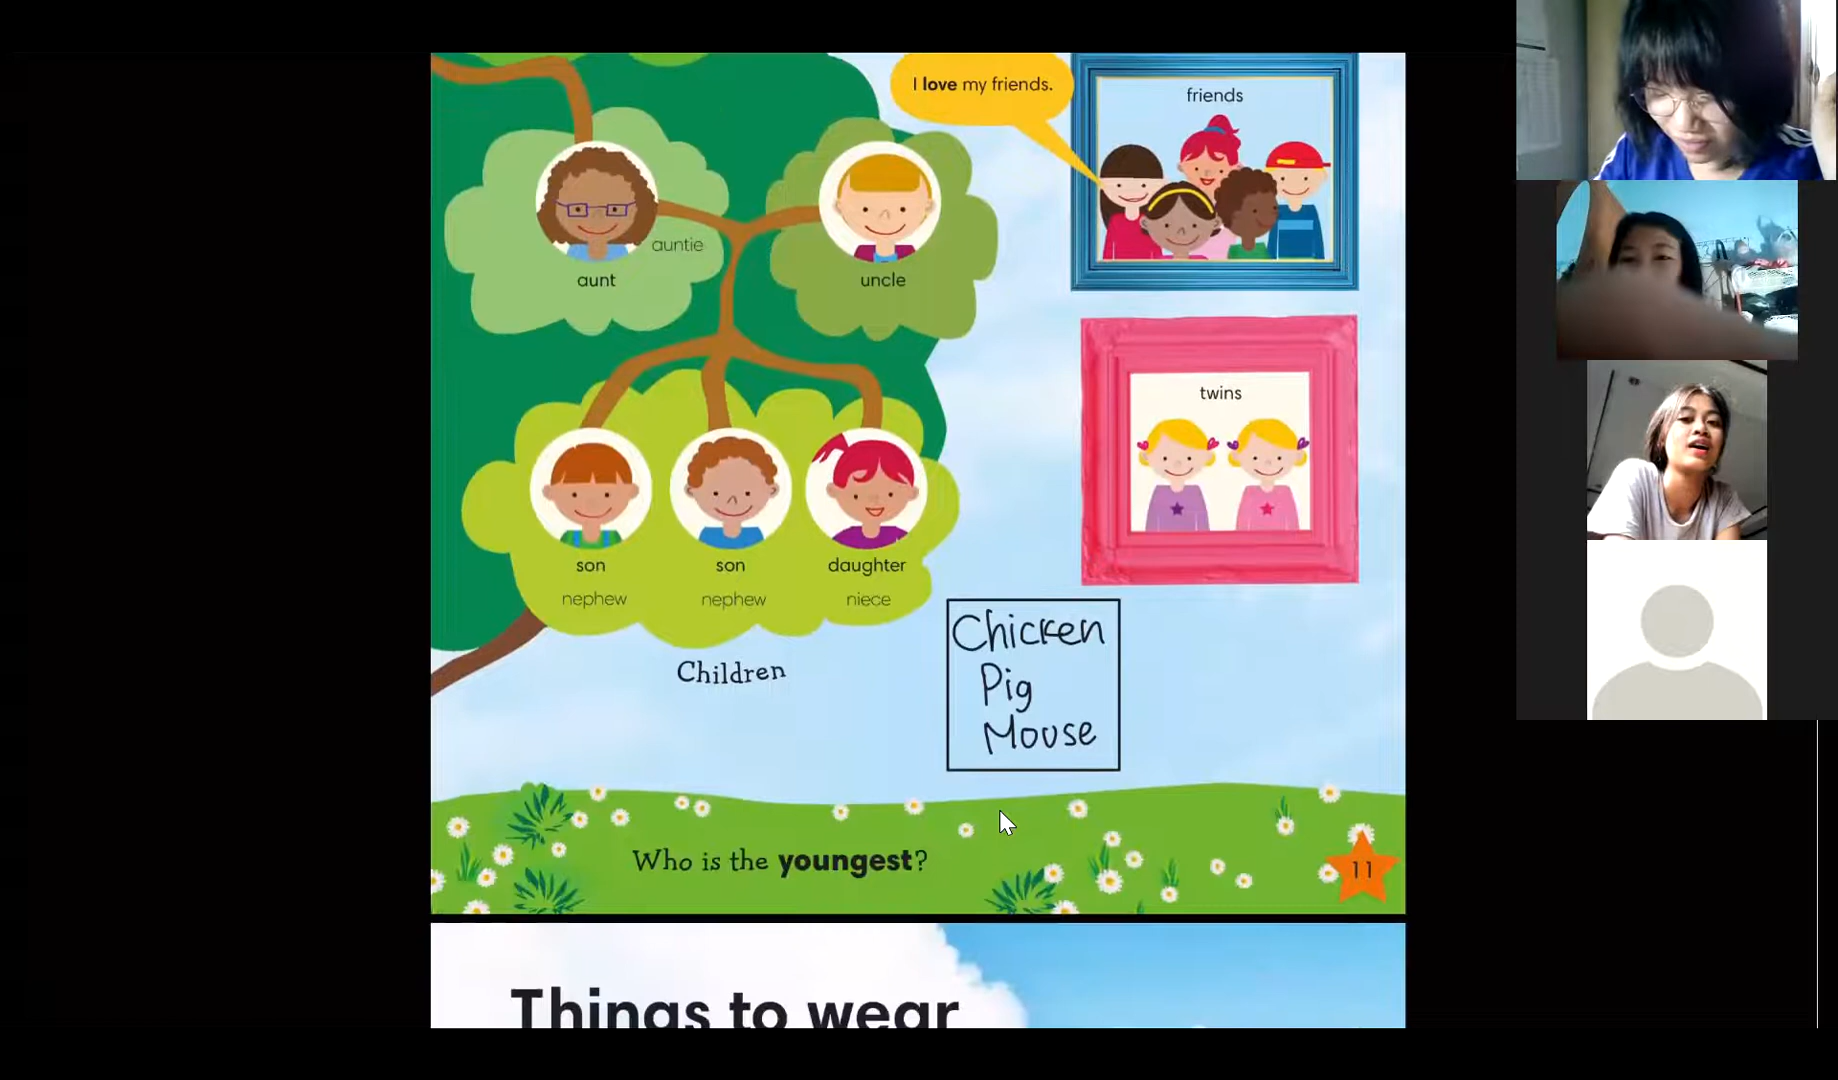 I love my friends.
friends
auntie
aunt
uncle
twins
son
son
daughter
nephew
nephew
niece
Children
Chicken
Pig
Mouse
Who is the youngest?
11
Things to wear